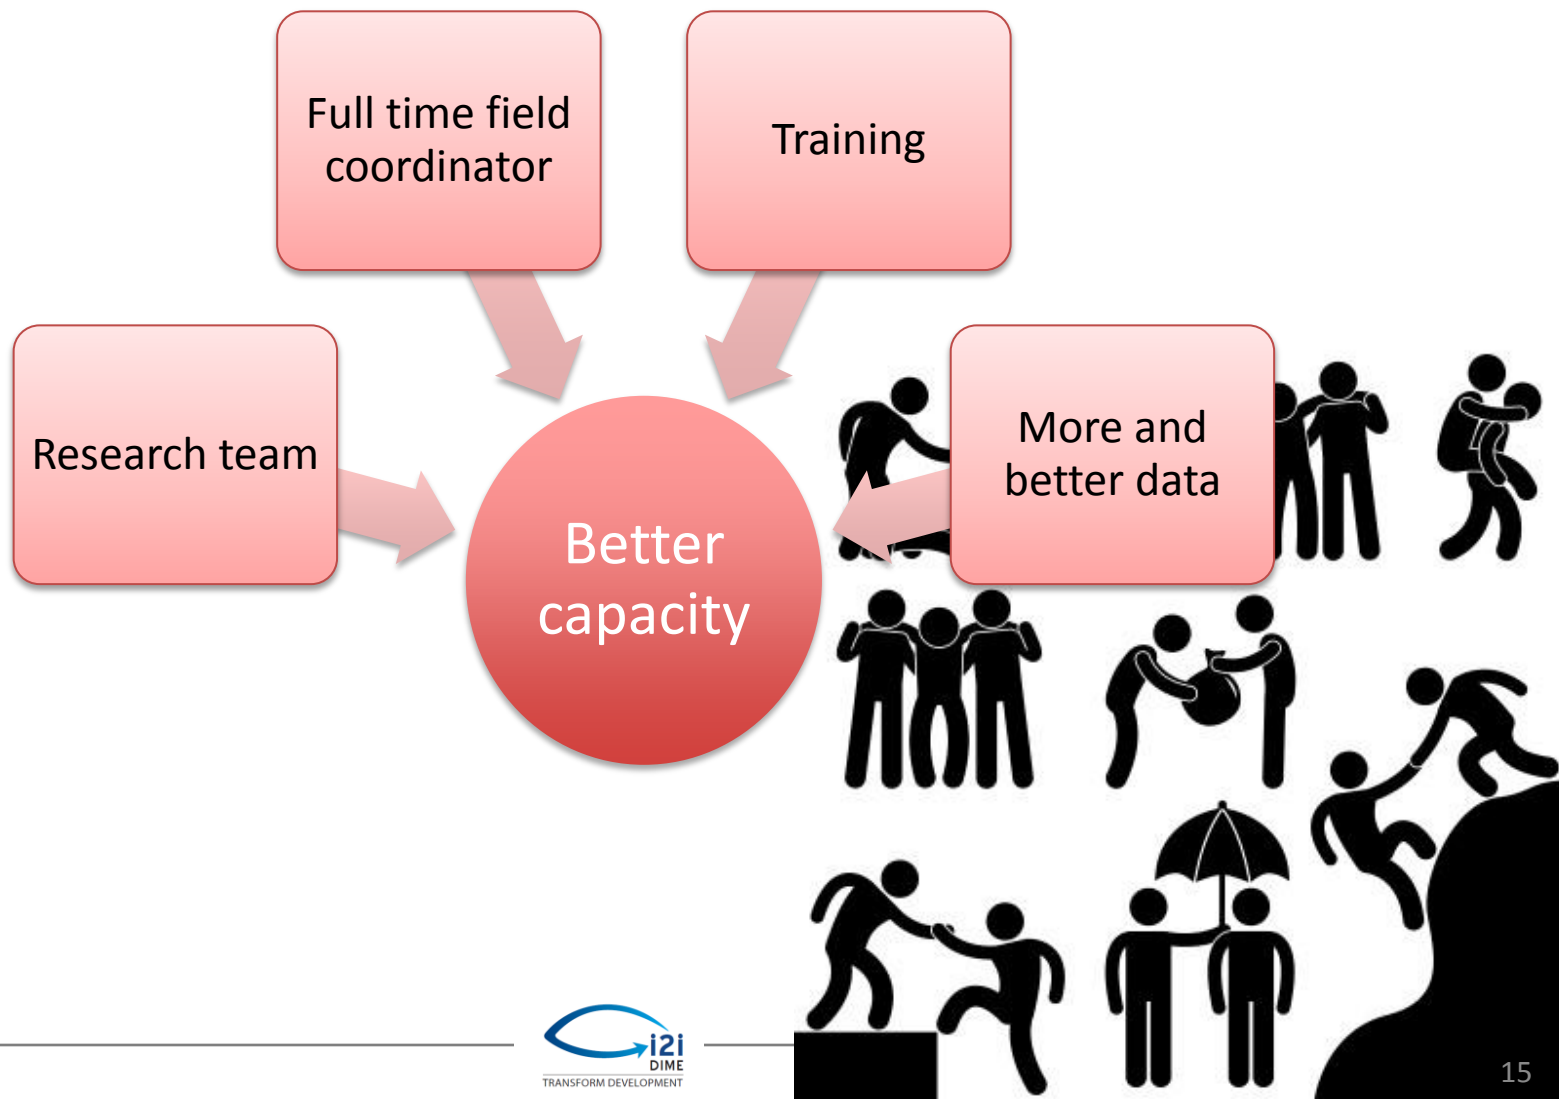 Full time field
coordinator
Training
Research team
More and
better data
Better
capacity
i2i
DIME
TRANSFORM DEVELOPMENT
15